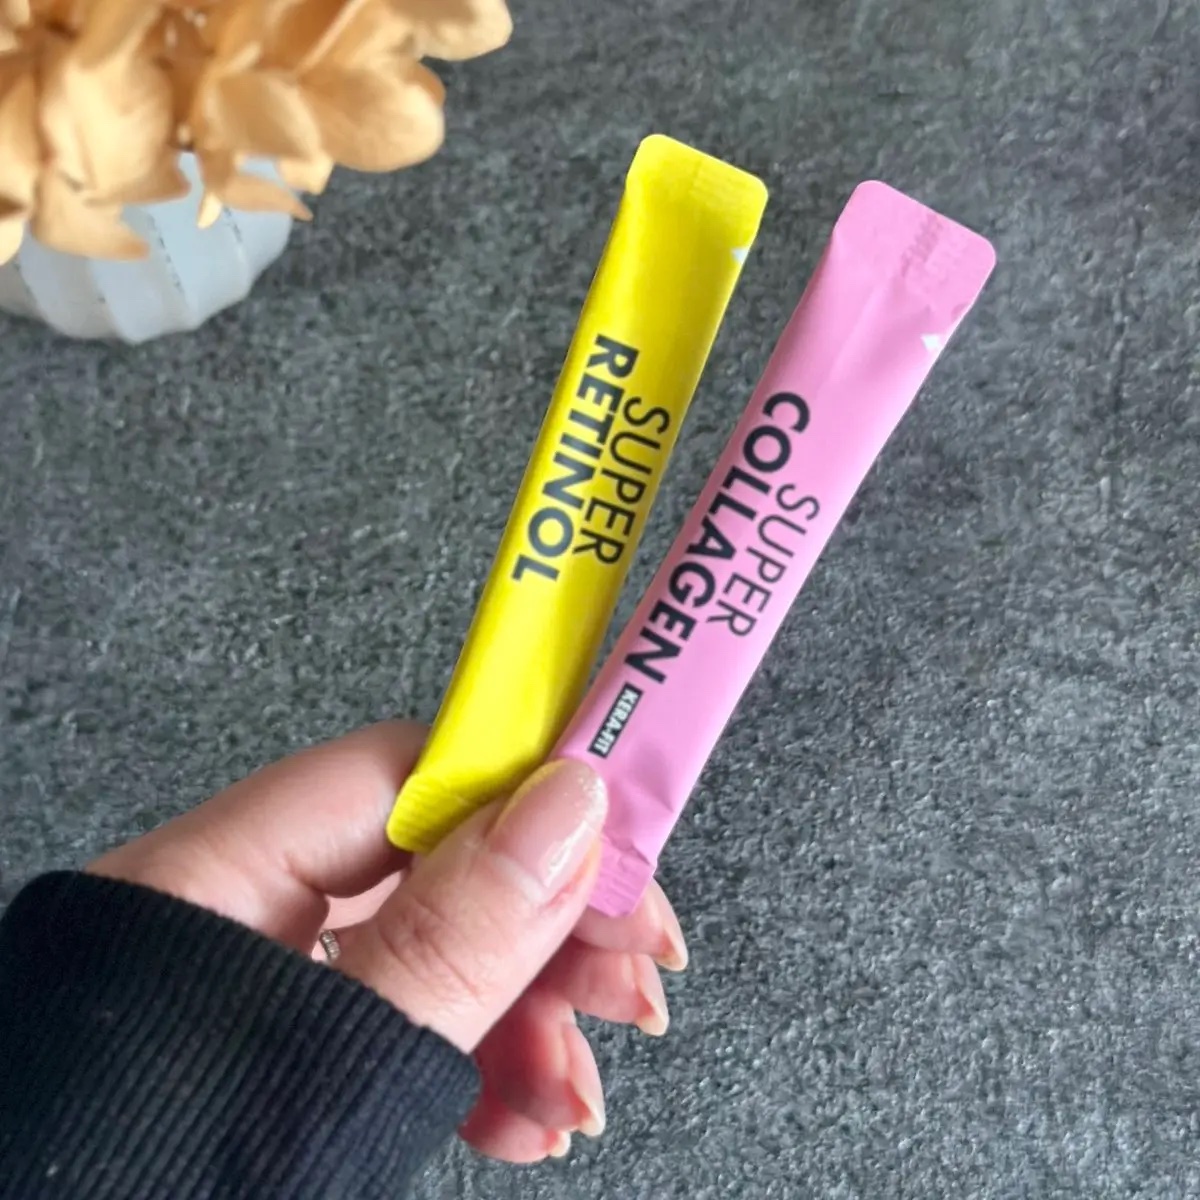 SUPER
RETINOL
SUPER
COLLAGEN
KERA-FIT